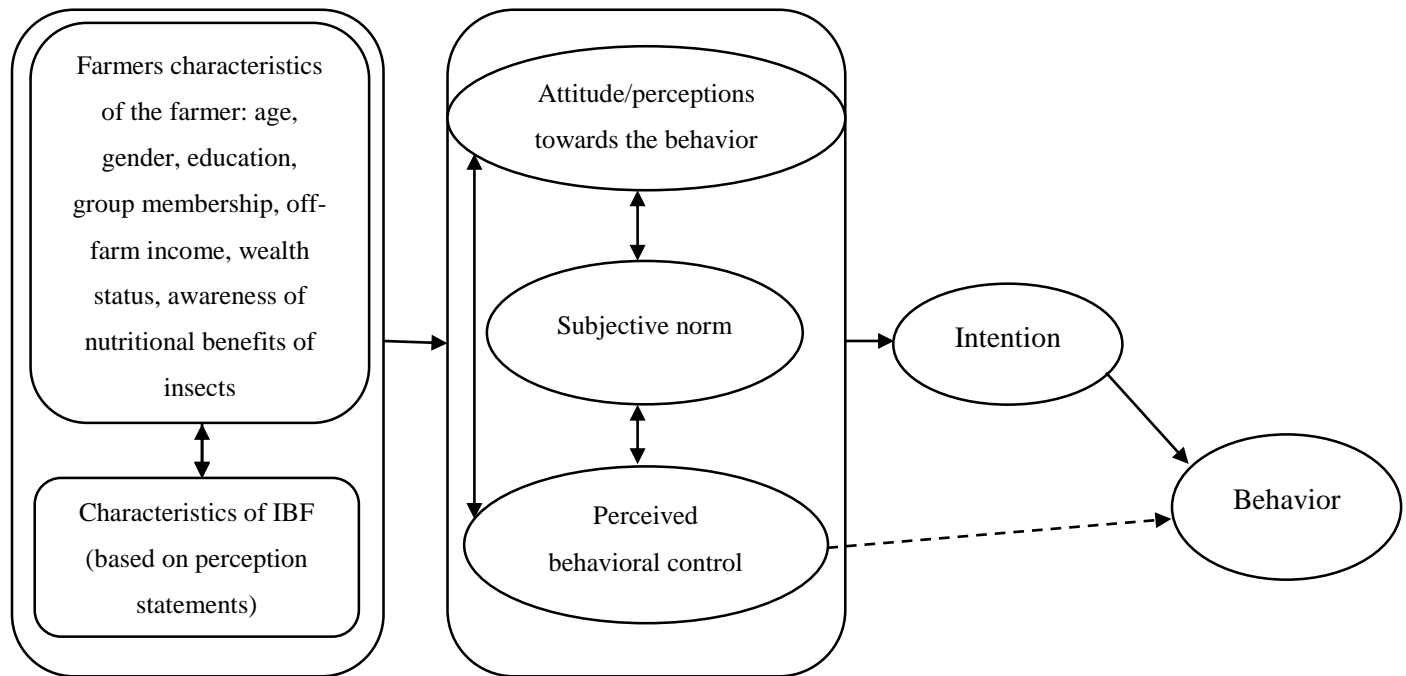 Farmers characteristics
of the farmer: age,
gender, education,
group membership, off-
farm income, wealth
status, awareness of
nutritional benefits of
insects
Characteristics of IBF
(based on perception
statements)
Attitude/perceptions
towards the behavior
Subjective norm
Perceived
behavioral control
Intention
Behavior